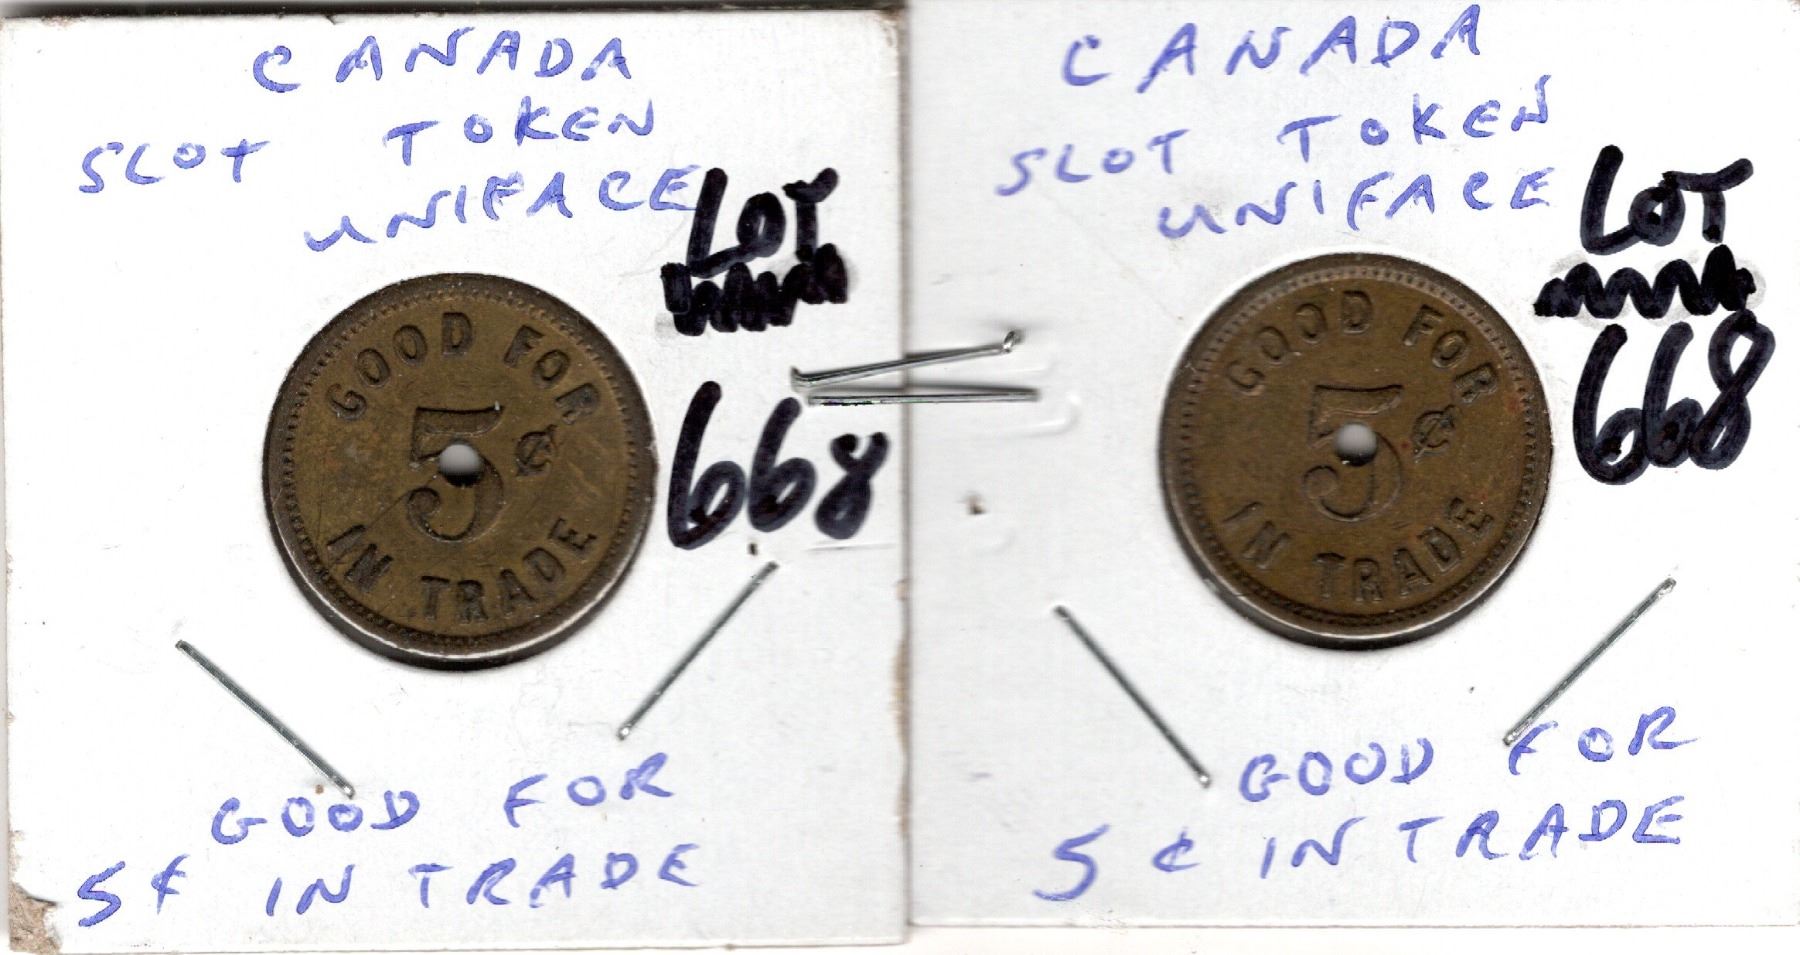 CANADA
SLOT TOKEN
UNIFACE
LOT
668
GOOD FOR
5¢
IN TRADE
GOOD FOR
5¢ IN TRADE
CANADA
SLOT TOKEN
UNIFACE
LOT
668
GOOD FOR
5¢
IN TRADE
GOOD FOR
5¢ IN TRADE